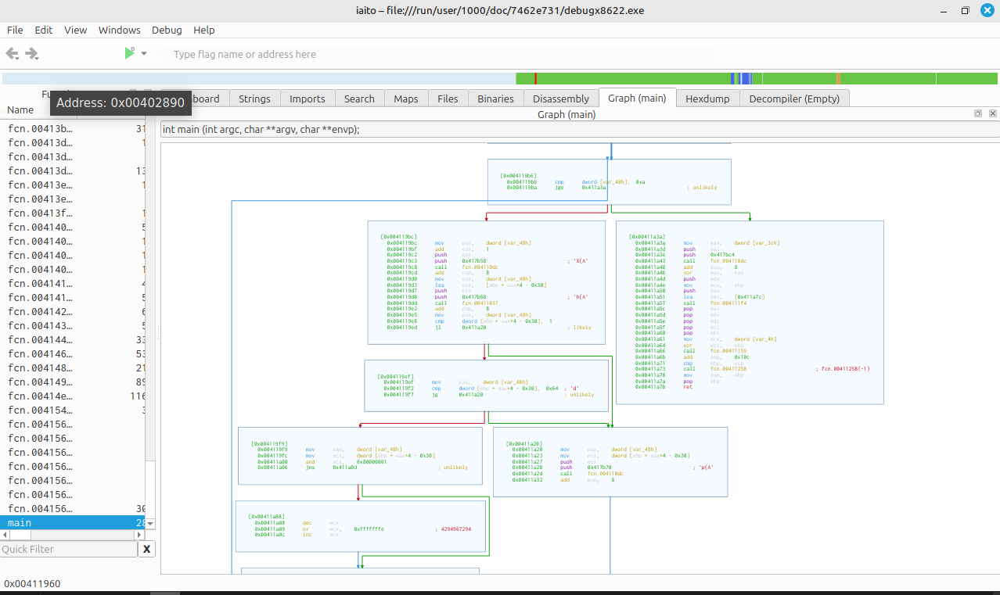 iaito – file:///run/user/1000/doc/7462e731/debugx8622.exe
File Edit View Windows Debug Help
Type flag name or address here
Address: 0x00402890
Strings Imports Search Maps Files Binaries Disassembly Graph (main) Hexdump Decompiler (Empty)
Name
Graph (main)
int main (int argc, char **argv, char **envp);
fcn.00413b… 31
fcn.00413d… 1
fcn.00413d…
fcn.00413d… 13
fcn.00413e… 1
fcn.00413e…
fcn.00413f… 1
fcn.004140… 5
fcn.004140… 1
fcn.004140… 1
fcn.004140… 1
fcn.004141… 4
fcn.004141… 5
fcn.004142… 6
fcn.004143… 5
fcn.004144… 33
fcn.004146… 53
fcn.004148… 21
fcn.004149… 89
fcn.00414e… 116
fcn.004154… 3
fcn.004156…
fcn.004156…
fcn.004156…
fcn.004156…
fcn.004156…
fcn.004156… 30
main 28
Quick Filter X
0x00411960
[0x004119b6]
0x004119b6 cmp dword [var_48h], 0xa
0x004119ba jge 0x411a3a ; unlikely
[0x004119bc]
0x004119bc mov eax, dword [var_48h]
0x004119bf add eax, 1
0x004119c2 push eax
0x004119c3 push 0x417b58 ; 'X{A'
0x004119c8 call fcn.004110dc
0x004119cd add esp, 8
0x004119d0 mov eax, dword [var_48h]
0x004119d3 lea ecx, [ebp + eax*4 - 0x30]
0x004119d7 push ecx
0x004119d8 push 0x417b68 ; 'h{A'
0x004119dd call fcn.00411037
0x004119e2 add esp, 8
0x004119e5 mov eax, dword [var_48h]
0x004119e8 cmp dword [ebp + eax*4 - 0x30], 1
0x004119ed jl 0x411a20 ; likely
[0x00411a3a]
0x00411a3a mov eax, dword [var_3ch]
0x00411a3d push eax
0x00411a3e push 0x417bc4
0x00411a43 call fcn.004110dc
0x00411a48 add esp, 8
0x00411a4b xor eax, eax
0x00411a4d push edx
0x00411a4e mov ecx, ebp
0x00411a50 push eax
0x00411a51 lea edx, [0x411a7c]
0x00411a57 call fcn.004111f4
0x00411a5c pop eax
0x00411a5d pop edx
0x00411a5e pop edi
0x00411a5f pop esi
0x00411a60 pop ebx
0x00411a61 mov ecx, dword [var_4h]
0x00411a64 xor ecx, ebp
0x00411a66 call fcn.00411159
0x00411a6b add esp, 0x10c
0x00411a71 cmp ebp, esp
0x00411a73 call fcn.00411258 ; fcn.00411258(-1)
0x00411a78 mov esp, ebp
0x00411a7a pop ebp
0x00411a7b ret
[0x004119ef]
0x004119ef mov eax, dword [var_48h]
0x004119f2 cmp dword [ebp + eax*4 - 0x30], 0x64 ; 'd'
0x004119f7 jg 0x411a20 ; unlikely
[0x004119f9]
0x004119f9 mov eax, dword [var_48h]
0x004119fc mov ecx, dword [ebp + eax*4 - 0x30]
0x00411a00 and ecx, 0x80000001
0x00411a06 jns 0x411a0d ; unlikely
[0x00411a20]
0x00411a20 mov eax, dword [var_48h]
0x00411a23 mov ecx, dword [ebp + eax*4 - 0x30]
0x00411a27 push ecx
0x00411a28 push 0x417b70 ; 'p{A'
0x00411a2d call fcn.004110dc
0x00411a32 add esp, 8
[0x00411a08]
0x00411a08 dec ecx
0x00411a09 or ecx, 0xfffffffe ; 4294967294
0x00411a0c inc ecx